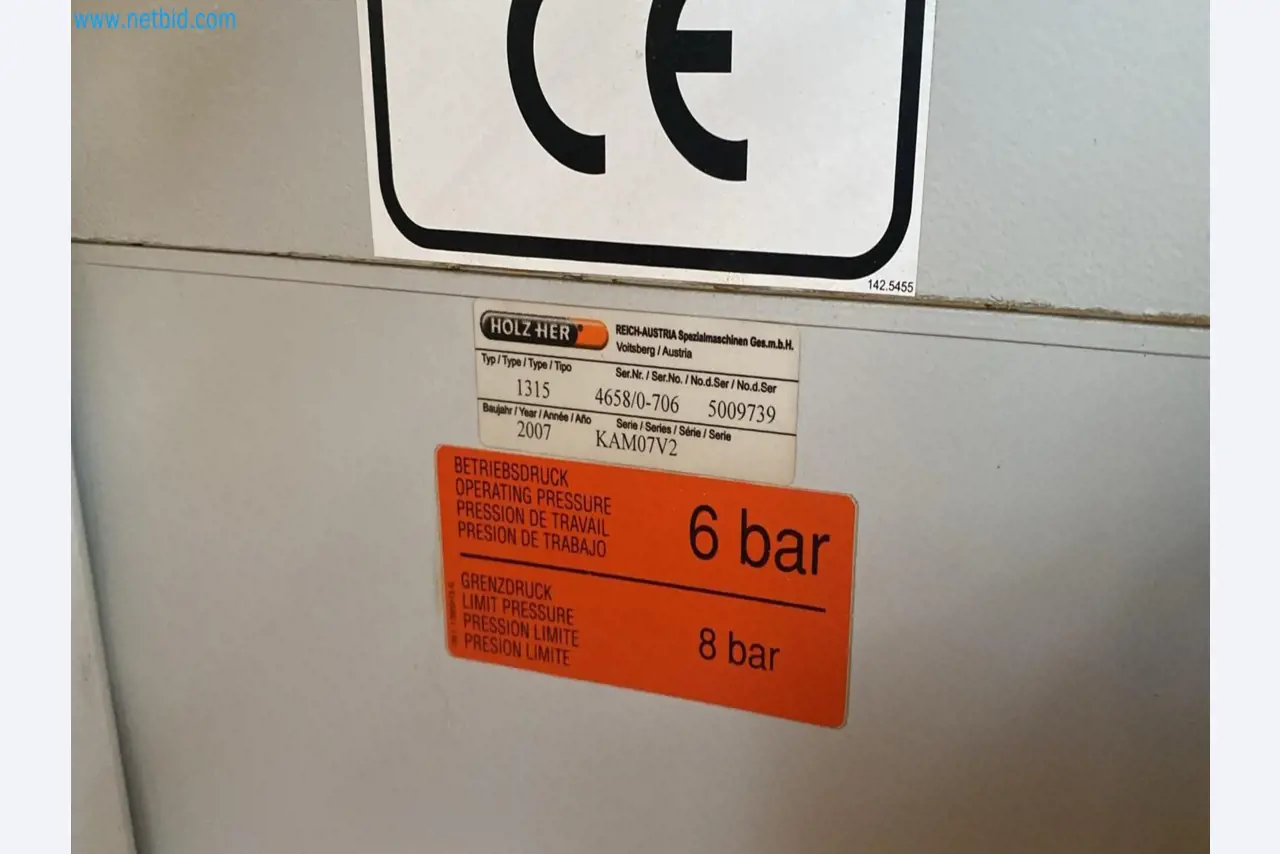 www.netbid.com
CE
142.5455
HOLZ-HER
REICH-AUSTRIA Spezialmaschinen Ges.m.b.H.
Voitsberg / Austria
Typ / Type / Type / Tipo
Ser.Nr. / Ser.No. / No.d.Ser / No.d.Ser
1315 4658/0-706 5009739
Baujahr / Year / Année / Año
Serie / Series / Série / Serie
2007 KAM07V2
BETRIEBSDRUCK
OPERATING PRESSURE
PRESSION DE TRAVAIL
PRESION DE TRABAJO
6 bar
GRENZDRUCK
LIMIT PRESSURE
PRESSION LIMITE
PRESION LIMITE
8 bar